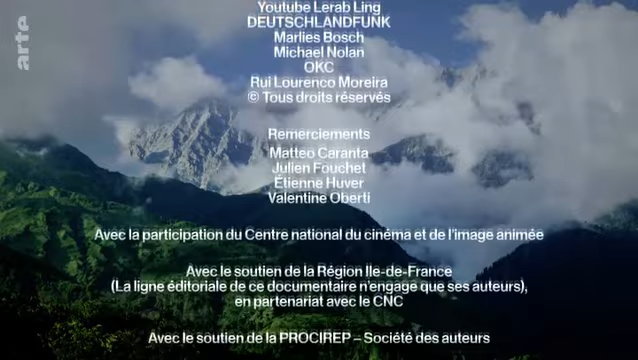 arte
Youtube Lerab Ling
DEUTSCHLANDFUNK
Marlies Bosch
Michael Nolan
OKC
Rui Lourenco Moreira
© Tous droits réservés
Remerciements
Matteo Caranta
Julien Fouchet
Étienne Huver
Valentine Oberti
Avec la participation du Centre national du cinéma et de l'image animée
Avec le soutien de la Région Ile-de-France
(La ligne éditoriale de ce documentaire n'engage que ses auteurs),
en partenariat avec le CNC
Avec le soutien de la PROCIREP – Société des auteurs